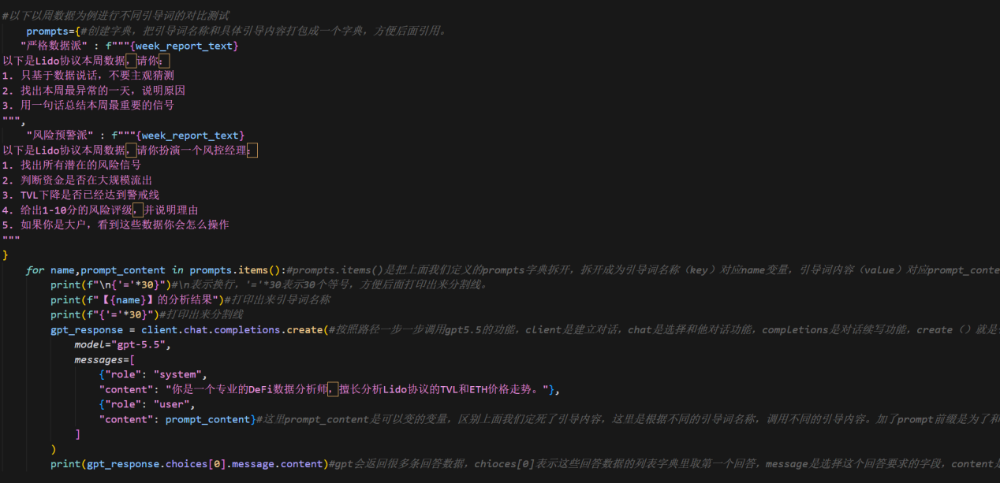 #以下以周数据为例进行不同引导词的对比测试
prompts={#创建字典，把引导词名称和具体引导内容打包成一个字典，方便后面引用。
"严格数据派" : f"""{week_report_text}
以下是Lido协议本周数据，请你：
1. 只基于数据说话，不要主观猜测
2. 找出本周最异常的一天，说明原因
3. 用一句话总结本周最重要的信号
""",
"风险预警派" : f"""{week_report_text}
以下是Lido协议本周数据，请你扮演一个风控经理：
1. 找出所有潜在的风险信号
2. 判断资金是否在大规模流出
3. TVL下降是否已经达到警戒线
4. 给出1-10分的风险评级，并说明理由
5. 如果你是大户，看到这些数据你会怎么操作
"""
}
for name,prompt_content in prompts.items():#prompts.items()是把上面我们定义的prompts字典拆开，拆开成为引导词名称（key）对应name变量，引导词内容（value）对应prompt_conte
print(f"\n{'='*30}")#\n表示换行，'='*30表示30个等号，方便后面打印出来分割线。
print(f"【{name}】的分析结果")#打印出来引导词名称
print(f"{'='*30}")#打印出来分割线
gpt_response = client.chat.completions.create(#按照路径一步一步调用gpt5.5的功能，client是建立对话，chat是选择和他对话功能，completions是对话续写功能，create（）就是
model="gpt-5.5",
messages=[
{"role": "system",
"content": "你是一个专业的DeFi数据分析师，擅长分析Lido协议的TVL和ETH价格走势。"},
{"role": "user",
"content": prompt_content}#这里prompt_content是可以变的变量，区别上面我们定死了引导内容，这里是根据不同的引导词名称，调用不同的引导内容。加了prompt前缀是为了和
]
)
print(gpt_response.choices[0].message.content)#gpt会返回很多条回答数据，chioces[0]表示这些回答数据的列表字典里取第一个回答，message是选择这个回答要求的字段，content是